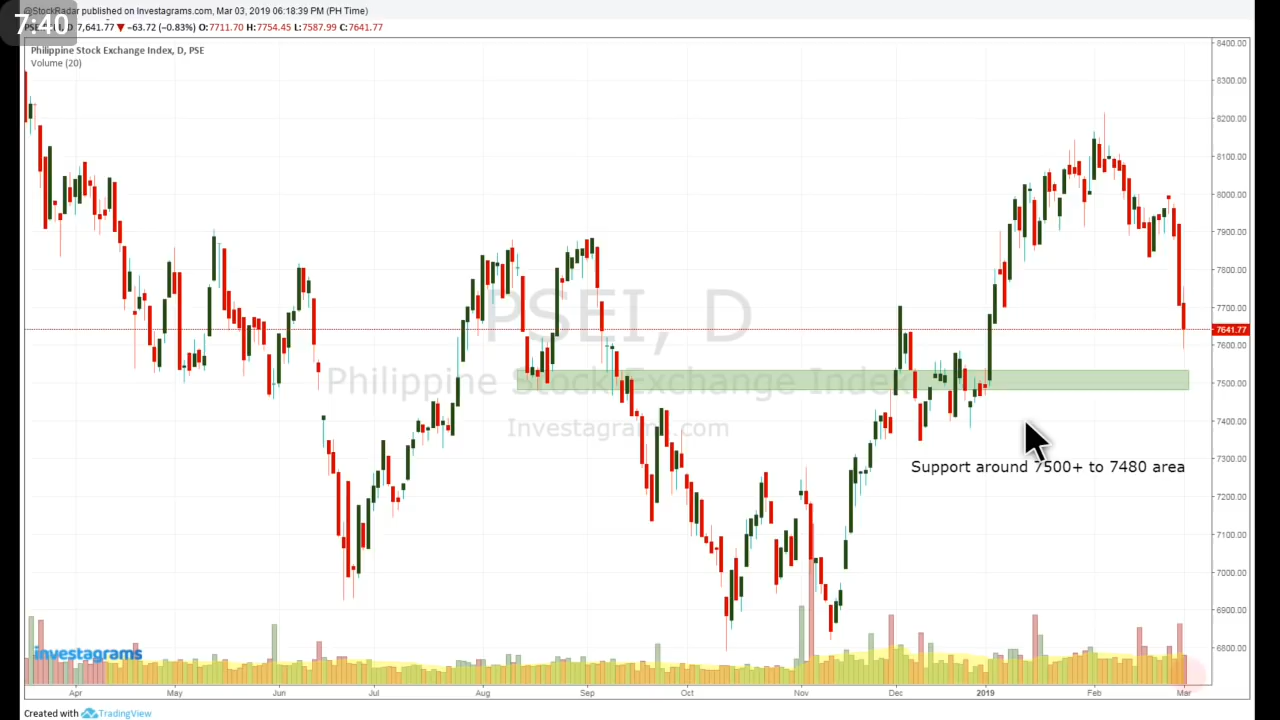 @StockRadar published on Investagrams.com, Mar 03, 2019 06:18:39 PM (PH Time)
7:40
7,641.77 ▼ −63.72 (−0.83%) O:7711.70 H:7754.45 L:7587.99 C:7641.77
Philippine Stock Exchange Index, D, PSE
Volume (20)
8400.00
8300.00
8200.00
8100.00
8000.00
7900.00
7800.00
7700.00
7641.77
7600.00
7500.00
7400.00
7300.00
7200.00
7100.00
7000.00
6900.00
6800.00
PSEI, D
Philippine Stock Exchange Index
Investagrams.com
Support around 7500+ to 7480 area
investagrams
Apr May Jun Jul Aug Sep Oct Nov Dec 2019 Feb Mar
Created with TradingView